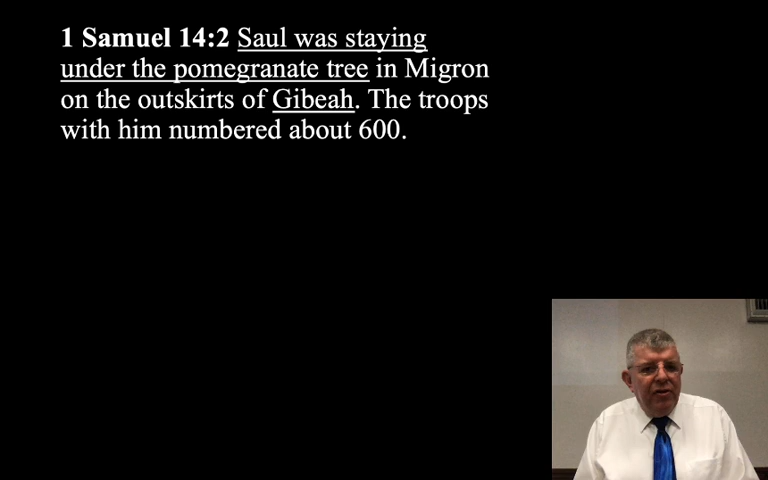 1 Samuel 14:2 Saul was staying
under the pomegranate tree in Migron
on the outskirts of Gibeah. The troops
with him numbered about 600.